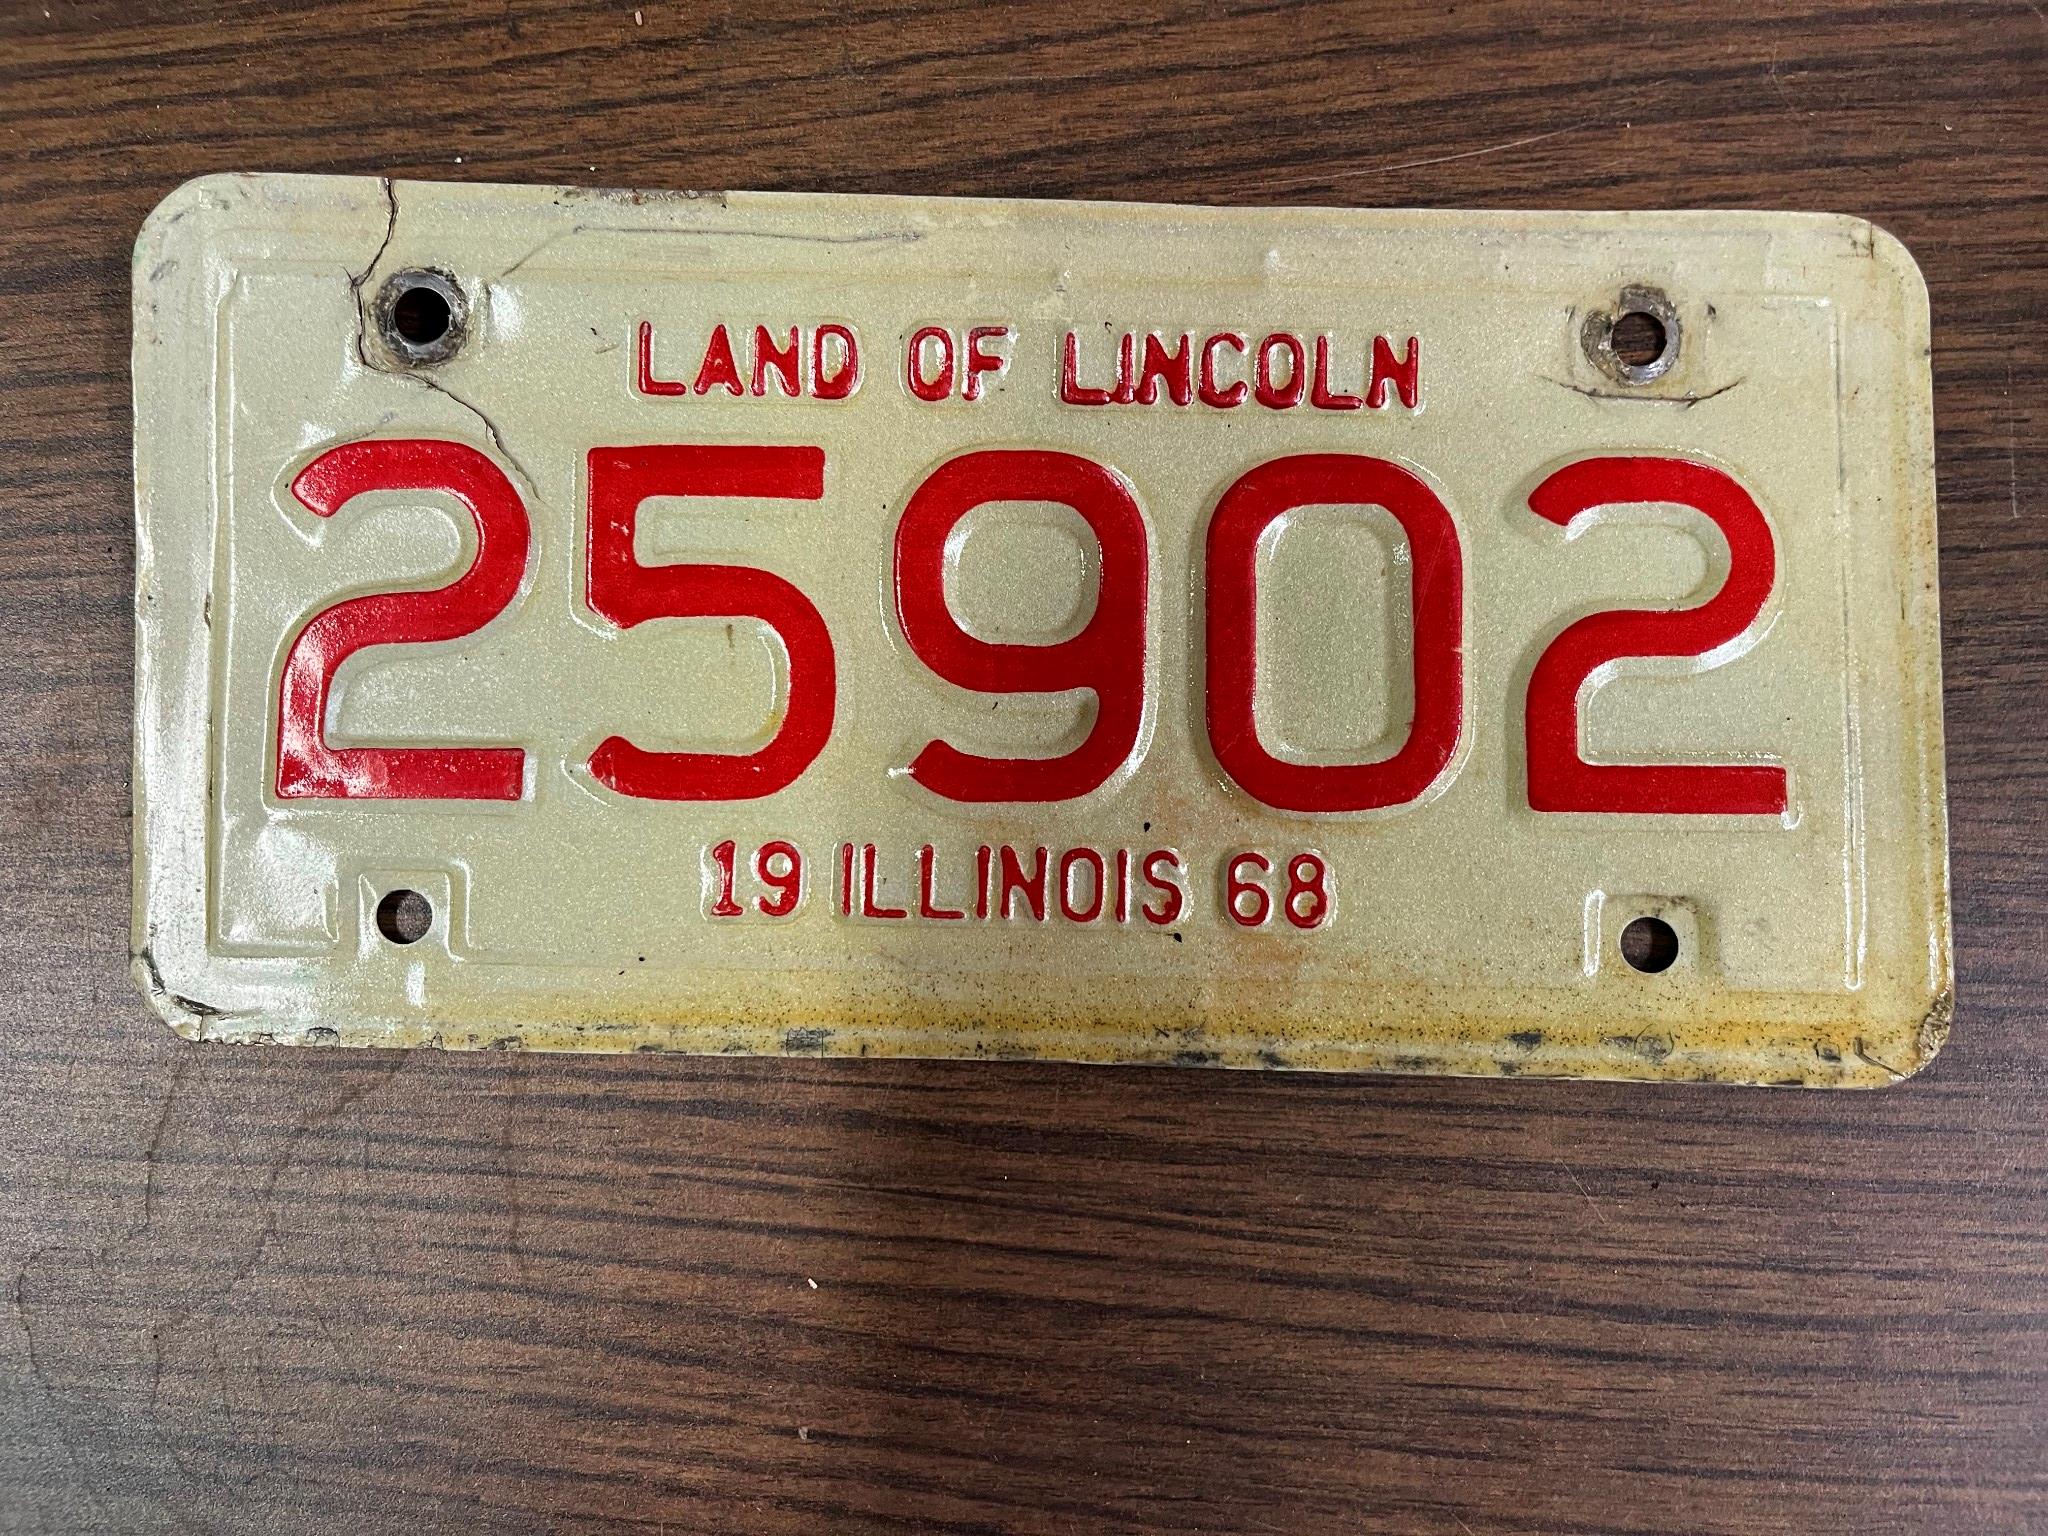 LAND OF LINCOLN
25902
19 ILLINOIS 68